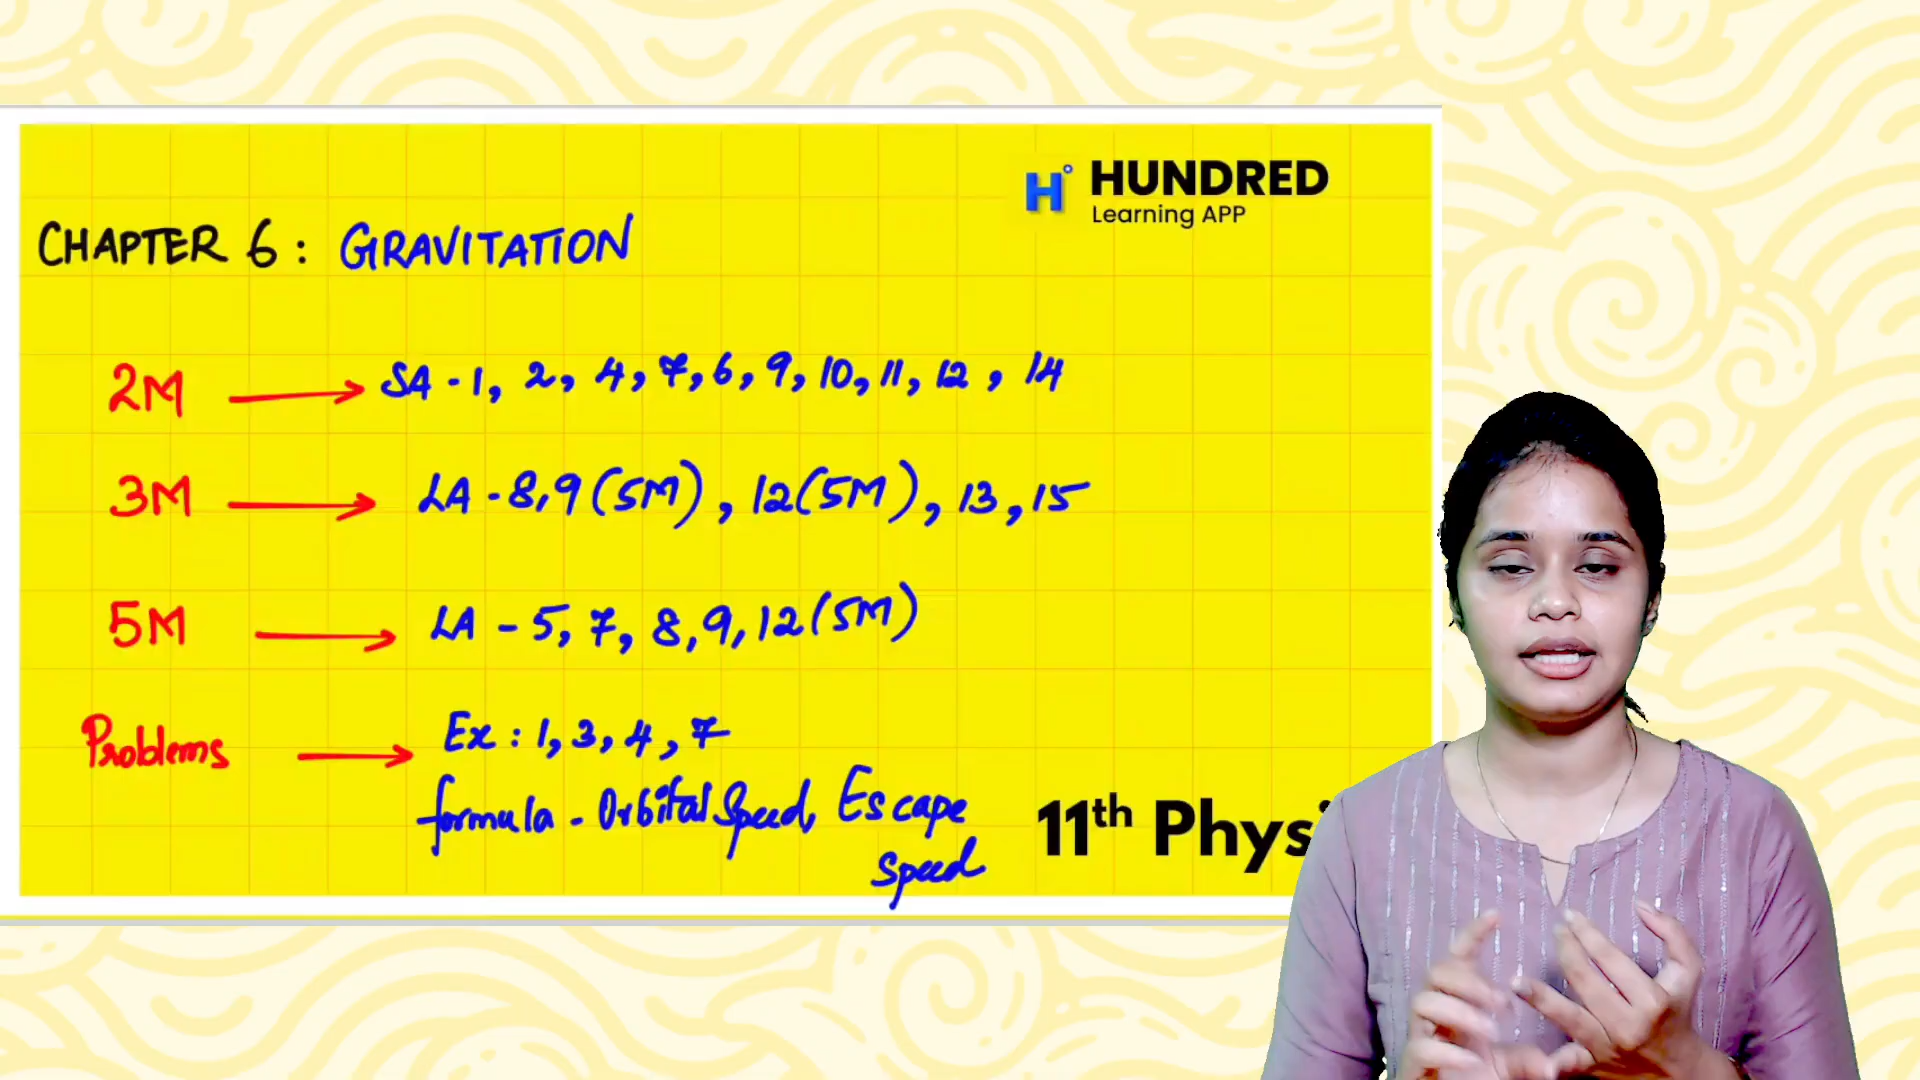 H° HUNDRED
Learning APP
CHAPTER 6 : GRAVITATION
2M → SA - 1, 2, 4, 7, 6, 9, 10, 11, 12, 14
3M → LA - 8, 9 (5M), 12 (5M), 13, 15
5M → LA - 5, 7, 8, 9, 12 (5M)
Problems → Ex : 1, 3, 4, 7
formula - Orbital Speed, Escape
Speed
11th Physi